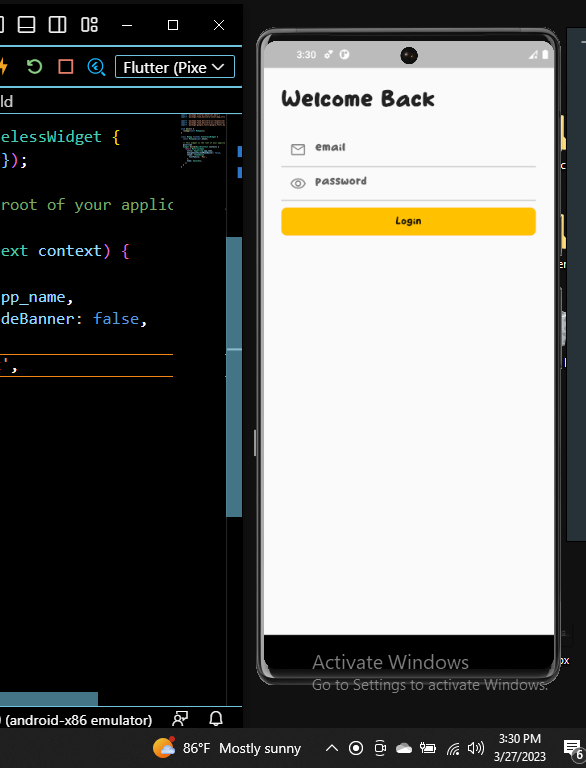 Flutter (Pixe
ld
elessWidget {
});
root of your applic
ext context) {
pp_name,
deBanner: false,
',
3:30
Welcome Back
email
password
Login
Activate Windows
Go to Settings to activate Windows.
(android-x86 emulator)
86°F Mostly sunny
3:30 PM
3/27/2023
6